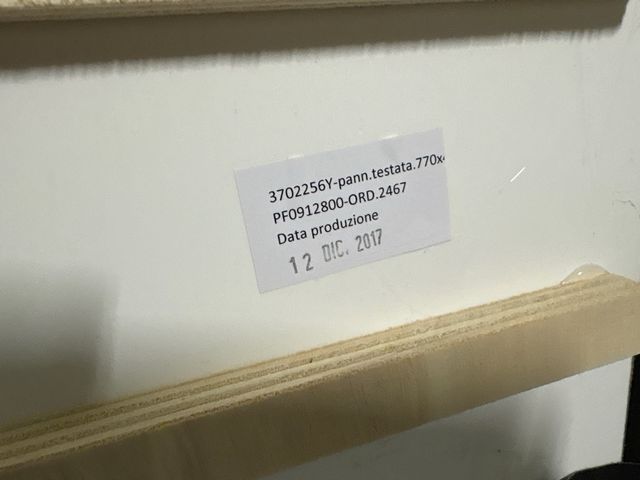 3702256Y-pann.testata.770x
PF0912800-ORD.2467
Data produzione
12 DIC. 2017